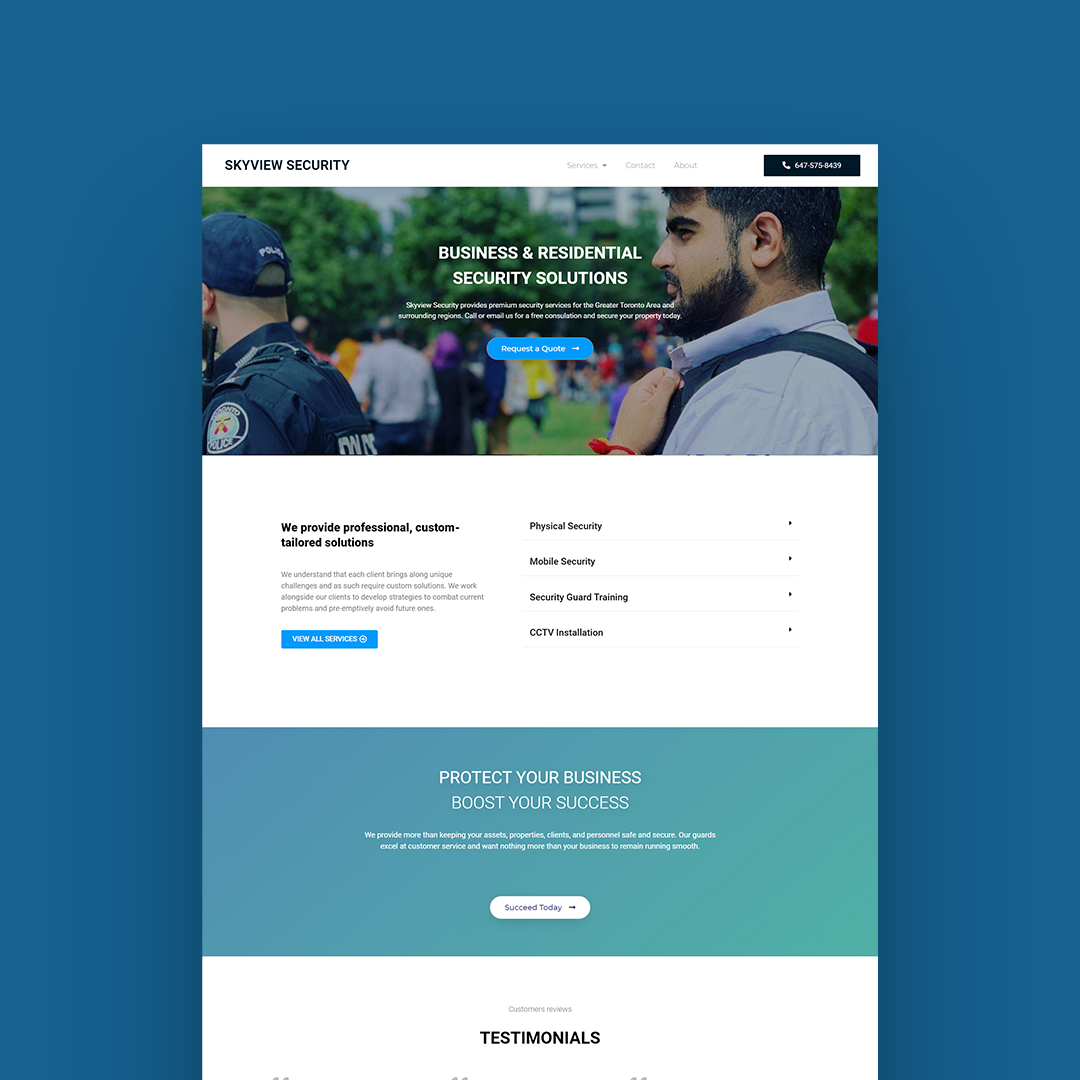 SKYVIEW SECURITY
Services
Contact
About
647-575-8439
POLICE
BUSINESS & RESIDENTIAL
SECURITY SOLUTIONS
Skyview Security provides premium security services for the Greater Toronto Area and
surrounding regions. Call or email us for a free consulation and secure your property today.
Request a Quote
TORONTO
POLICE
We provide professional, custom-
tailored solutions
We understand that each client brings along unique
challenges and as such require custom solutions. We work
alongside our clients to develop strategies to combat current
problems and pre-emptively avoid future ones.
VIEW ALL SERVICES
Physical Security
Mobile Security
Security Guard Training
CCTV Installation
PROTECT YOUR BUSINESS
BOOST YOUR SUCCESS
We provide more than keeping your assets, properties, clients, and personnel safe and secure. Our guards
excel at customer service and want nothing more than your business to remain running smooth.
Succeed Today
Customers reviews
TESTIMONIALS